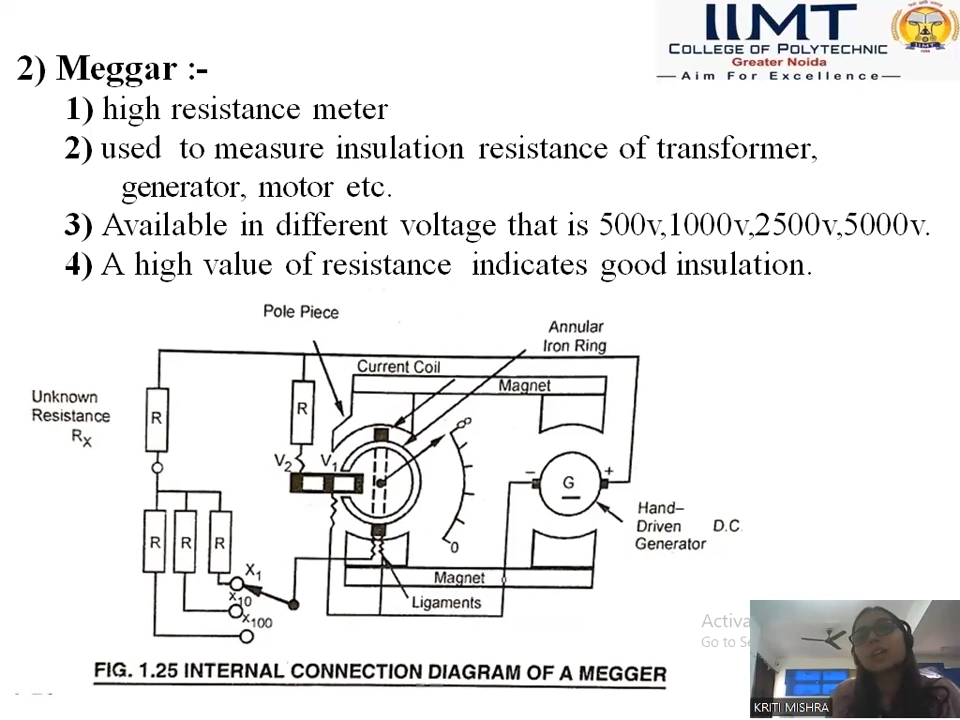 IIMT
COLLEGE OF POLYTECHNIC
Greater Noida
Aim For Excellence
IIMT
2) Meggar :-
1) high resistance meter
2) used to measure insulation resistance of transformer,
generator, motor etc.
3) Available in different voltage that is 500v,1000v,2500v,5000v.
4) A high value of resistance indicates good insulation.
Pole Piece
Annular
Iron Ring
Current Coil
Magnet
Unknown
Resistance
RX
R
R
V2
V1
∞
G
− +
Hand–
Driven D.C
Generator
R R R
X1
X10
X100
0
Magnet
Ligaments
FIG. 1.25 INTERNAL CONNECTION DIAGRAM OF A MEGGER
Activa
Go to Se
KRITI MISHRA